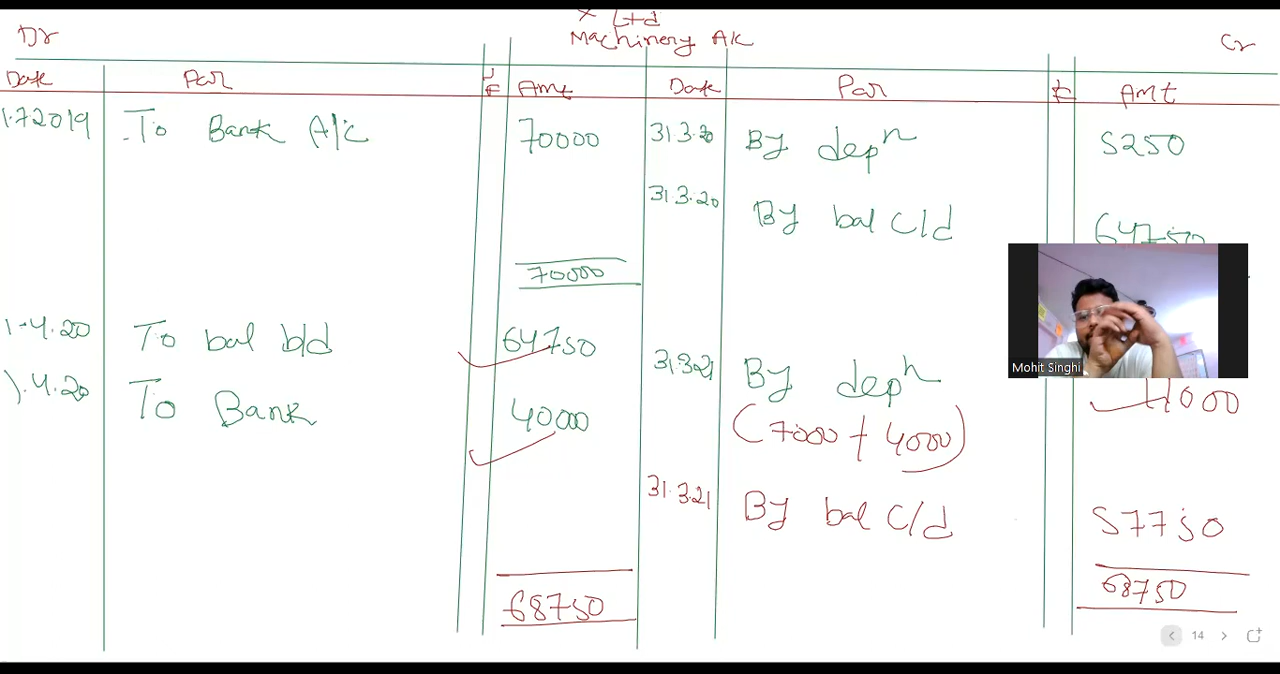 X Ltd
Dr Machinery A/c Cr
Date Par J F Amt Date Par Amt
1.7.2019 To Bank A/c 70000 31.3.20 By depn 5250
31.3.20 By bal c/d 64750
70000
1.4.20 To bal b/d 64750 31.3.21 By depn 11000
1.4.20 To Bank 4000 (7000 + 4000)
31.3.21 By bal c/d 57750
68750 68750
Mohit Singhi
14